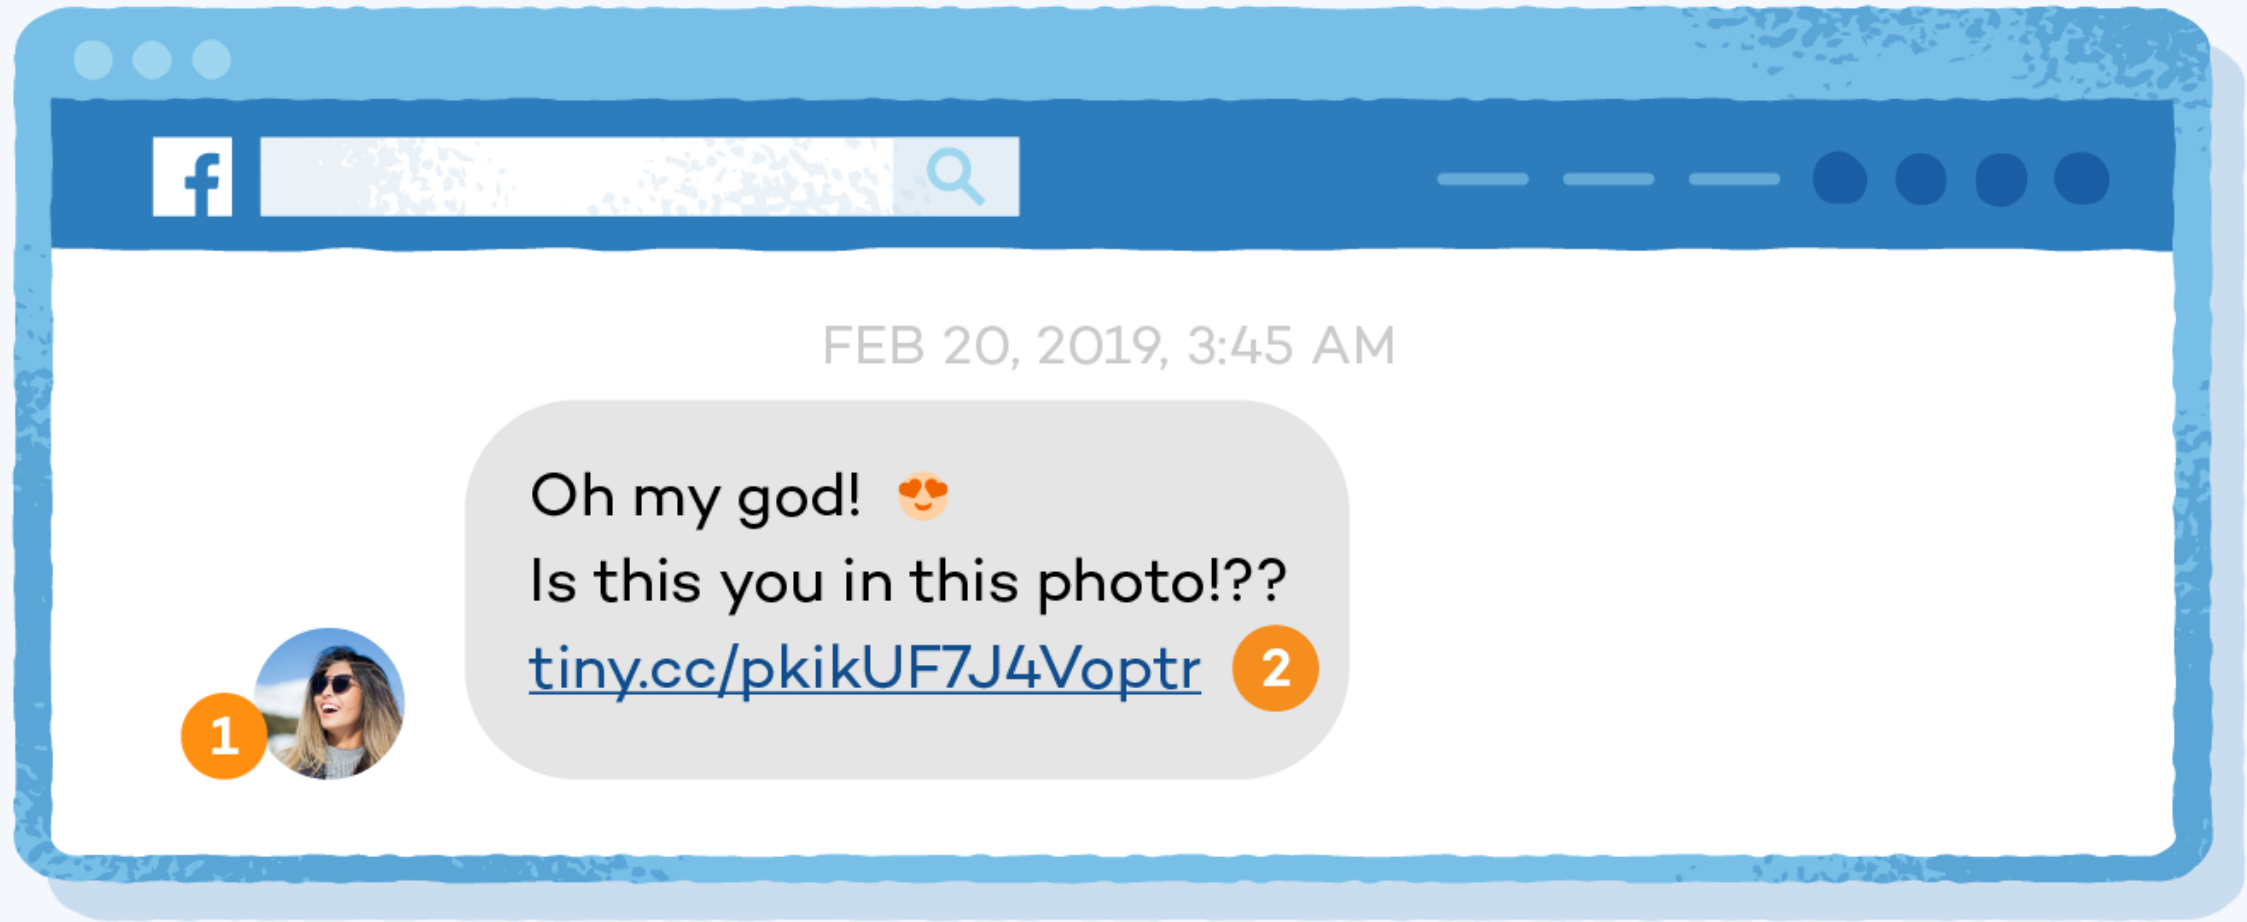 f
FEB 20, 2019, 3:45 AM
Oh my god! 😍
Is this you in this photo!??
tiny.cc/pkikUF7J4Voptr 2
1